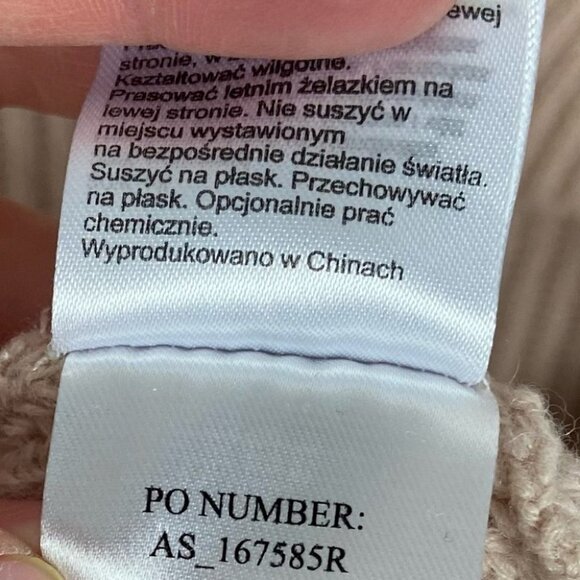 ewej
stronie, w
Kształtować wilgotne.
Prasować letnim żelazkiem na
lewej stronie. Nie suszyć w
miejscu wystawionym
na bezpośrednie działanie światła.
Suszyć na płask. Przechowywać
na płask. Opcjonalnie prać
chemicznie.
Wyprodukowano w Chinach
PO NUMBER:
AS_167585R